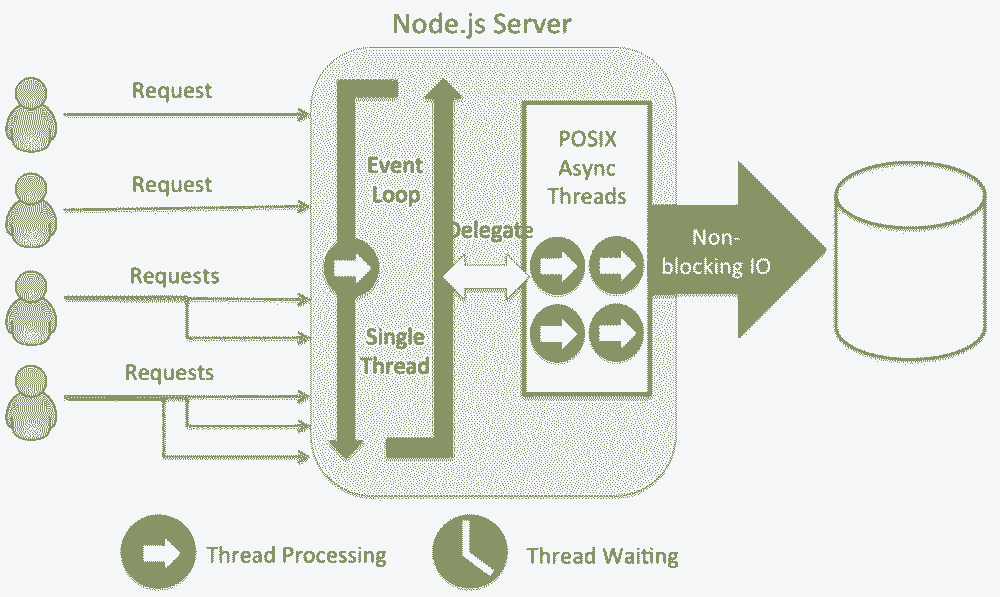 Node.js Server
Request
Request
Requests
Requests
Event
Loop
Single
Thread
Delegate
POSIX
Async
Threads
Non-
blocking IO
Thread Processing
Thread Waiting